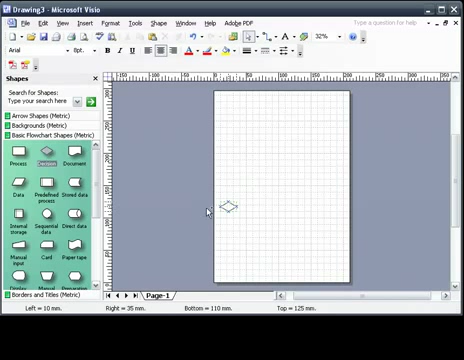 Drawing3 - Microsoft Visio
File Edit View Insert Format Tools Shape Window Help Adobe PDF
Type a question for help
32%
Arial 8pt.
B I U
Shapes
Search for Shapes:
Type your search here
Arrow Shapes (Metric)
Backgrounds (Metric)
Basic Flowchart Shapes (Metric)
Process Decision Document
Data Predefined process Stored data
Internal storage Sequential data Direct data
Manual input Card Paper tape
Display Manual Preparation
Borders and Titles (Metric)
Page-1
Left = 10 mm. Right = 35 mm. Bottom = 110 mm. Top = 125 mm.